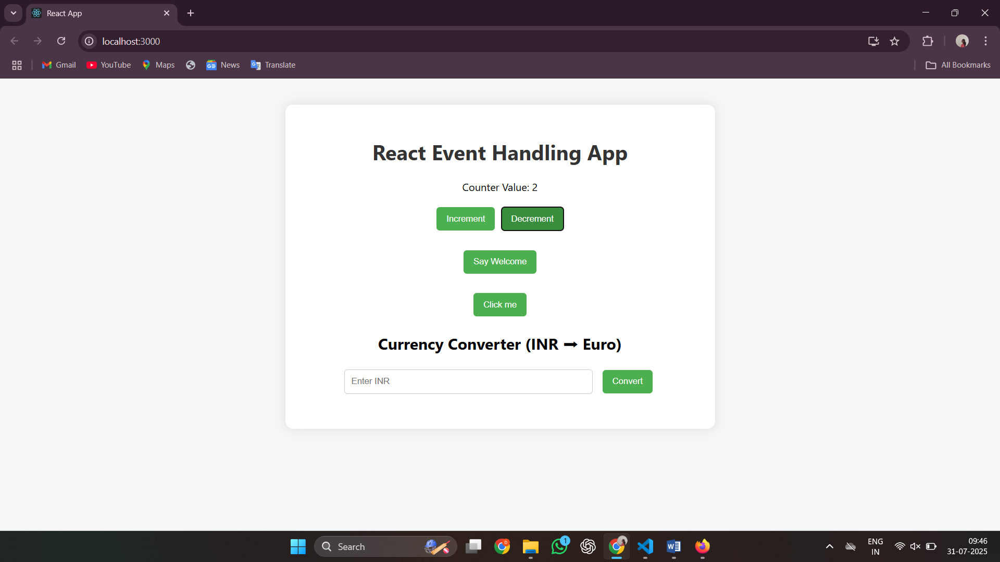 React App
localhost:3000
Gmail
YouTube
Maps
News
Translate
All Bookmarks
React Event Handling App
Counter Value: 2
Increment
Decrement
Say Welcome
Click me
Currency Converter (INR ➞ Euro)
Enter INR
Convert
Search
1
ENG
IN
09:46
31-07-2025